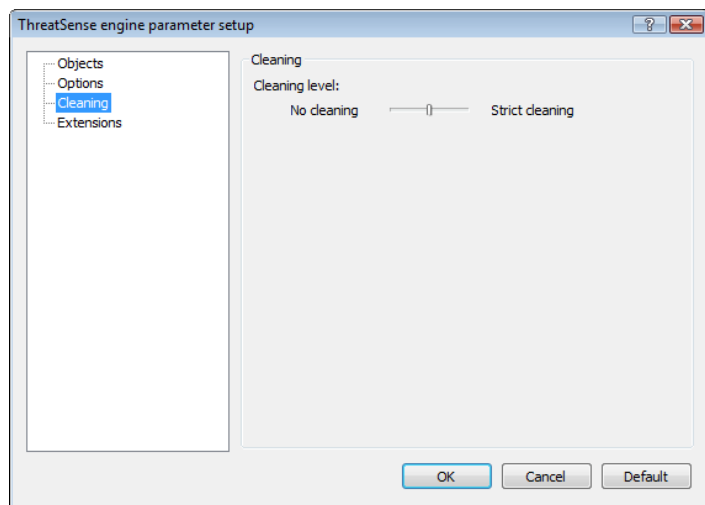 ThreatSense engine parameter setup
Objects
Options
Cleaning
Extensions
Cleaning
Cleaning level:
No cleaning Strict cleaning
OK Cancel Default